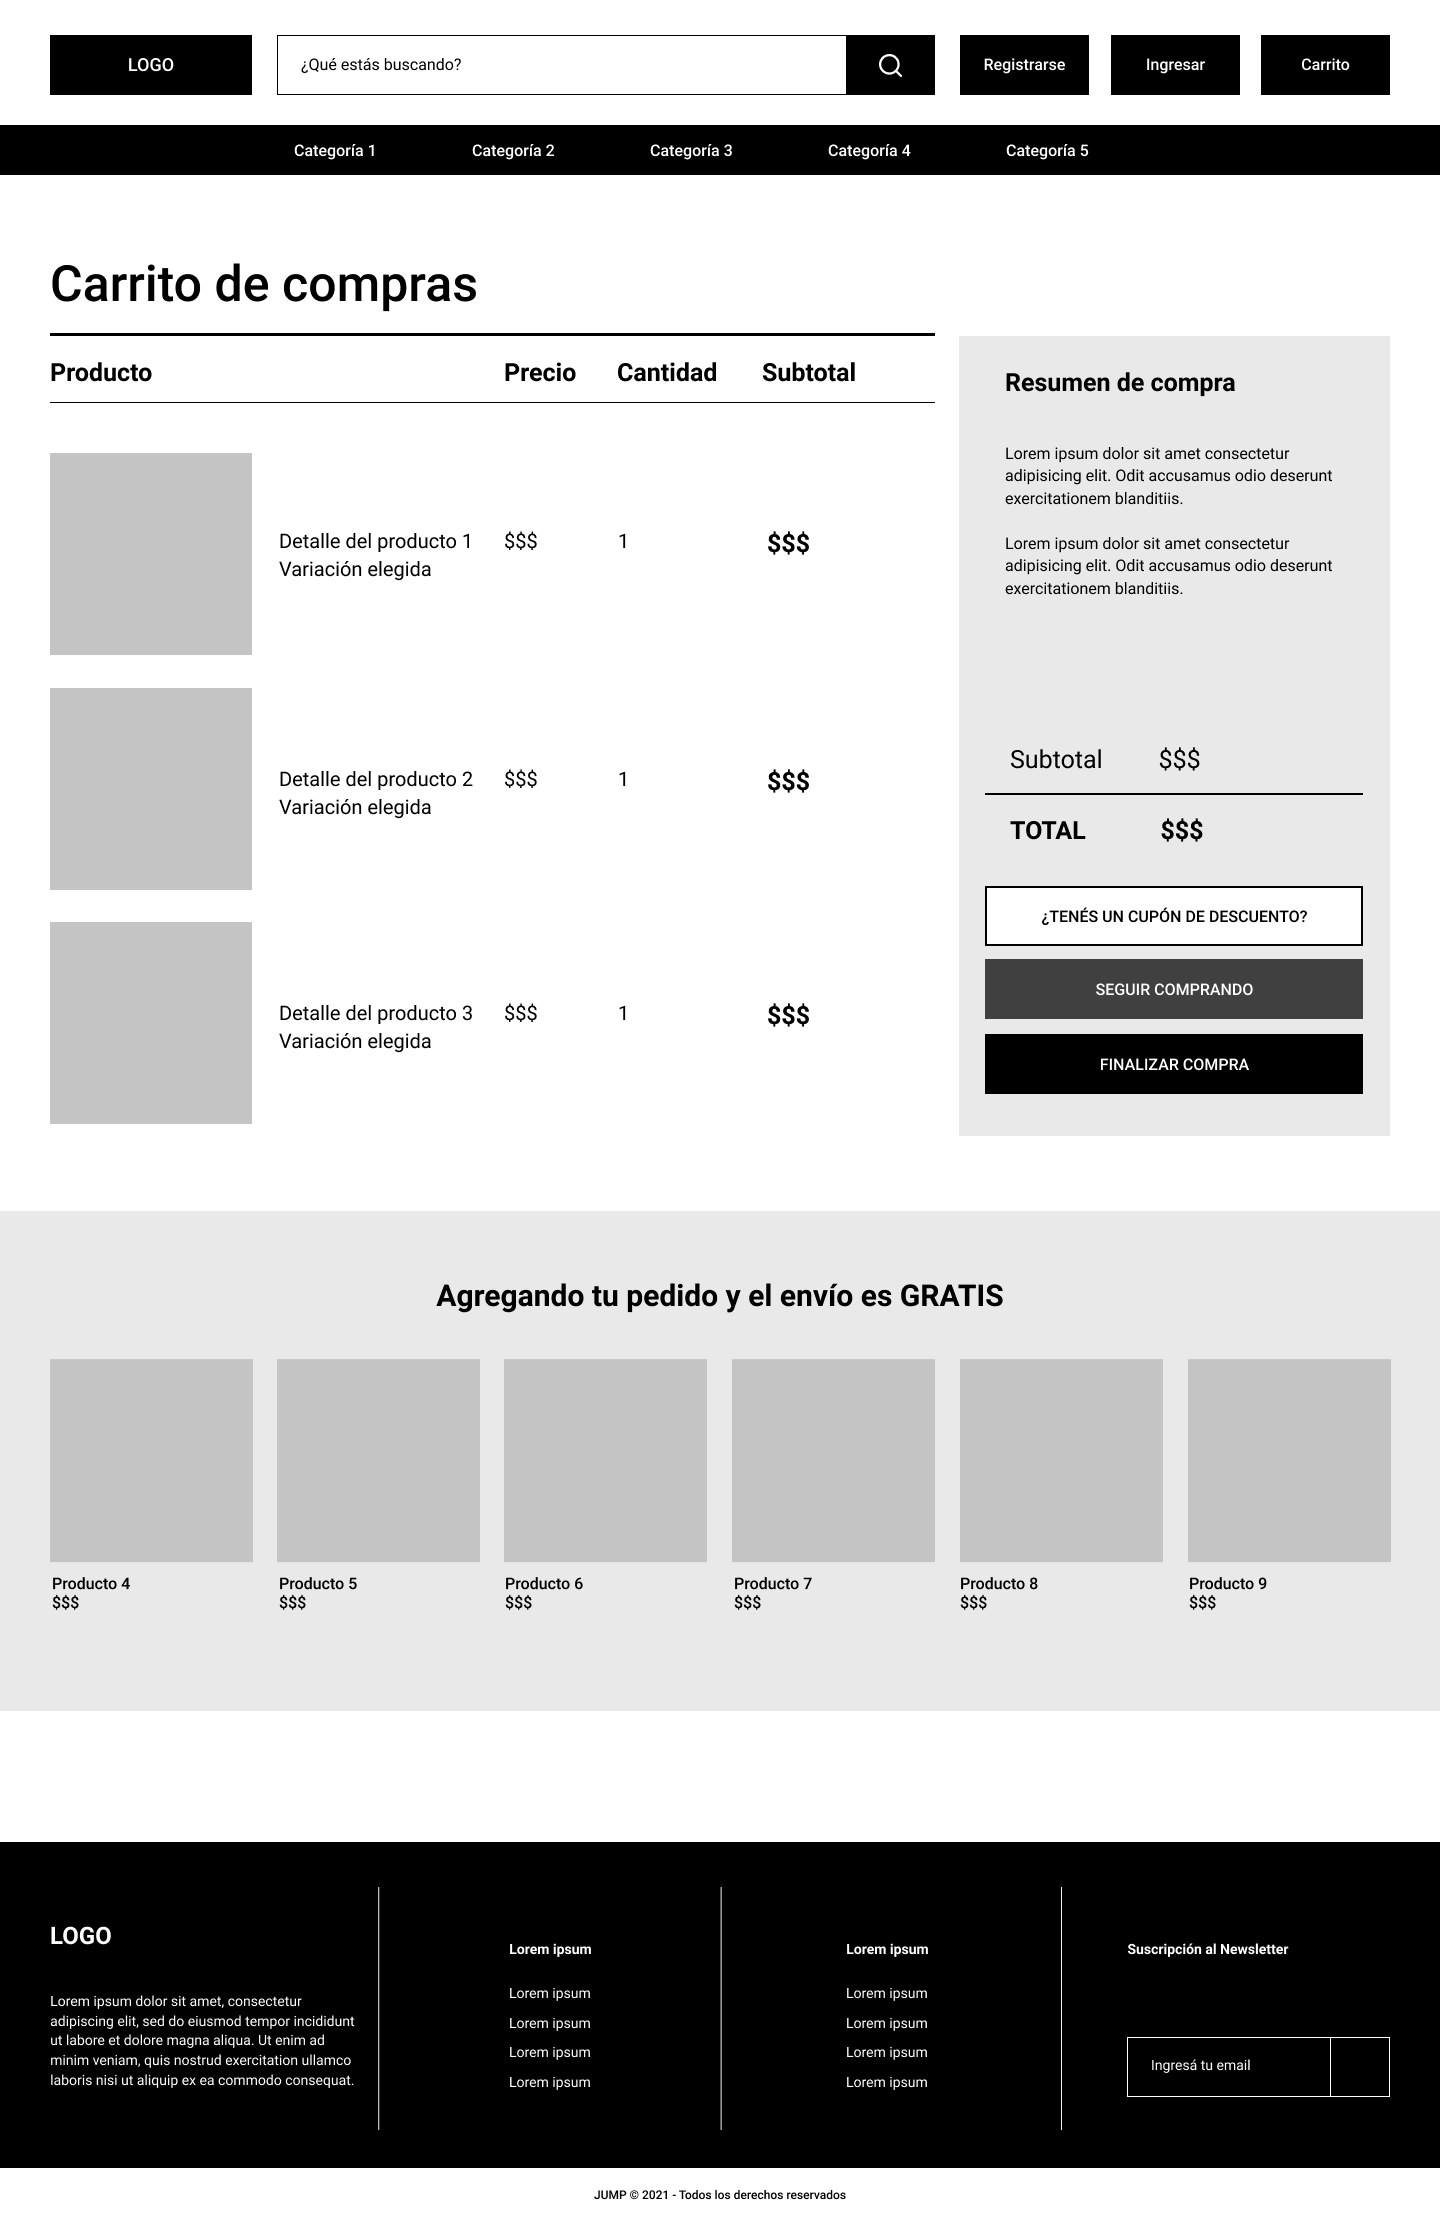 LOGO
¿Qué estás buscando?
Registrarse
Ingresar
Carrito
Categoría 1
Categoría 2
Categoría 3
Categoría 4
Categoría 5
Carrito de compras
Producto
Precio
Cantidad
Subtotal
Detalle del producto 1
Variación elegida
$$$
1
$$$
Detalle del producto 2
Variación elegida
$$$
1
$$$
Detalle del producto 3
Variación elegida
$$$
1
$$$
Resumen de compra
Lorem ipsum dolor sit amet consectetur
adipisicing elit. Odit accusamus odio deserunt
exercitationem blanditiis.
Lorem ipsum dolor sit amet consectetur
adipisicing elit. Odit accusamus odio deserunt
exercitationem blanditiis.
Subtotal
$$$
TOTAL
$$$
¿TENÉS UN CUPÓN DE DESCUENTO?
SEGUIR COMPRANDO
FINALIZAR COMPRA
Agregando tu pedido y el envío es GRATIS
Producto 4
$$$
Producto 5
$$$
Producto 6
$$$
Producto 7
$$$
Producto 8
$$$
Producto 9
$$$
LOGO
Lorem ipsum dolor sit amet, consectetur
adipiscing elit, sed do eiusmod tempor incididunt
ut labore et dolore magna aliqua. Ut enim ad
minim veniam, quis nostrud exercitation ullamco
laboris nisi ut aliquip ex ea commodo consequat.
Lorem ipsum
Lorem ipsum
Lorem ipsum
Lorem ipsum
Lorem ipsum
Lorem ipsum
Lorem ipsum
Lorem ipsum
Lorem ipsum
Lorem ipsum
Suscripción al Newsletter
Ingresá tu email
JUMP © 2021 - Todos los derechos reservados